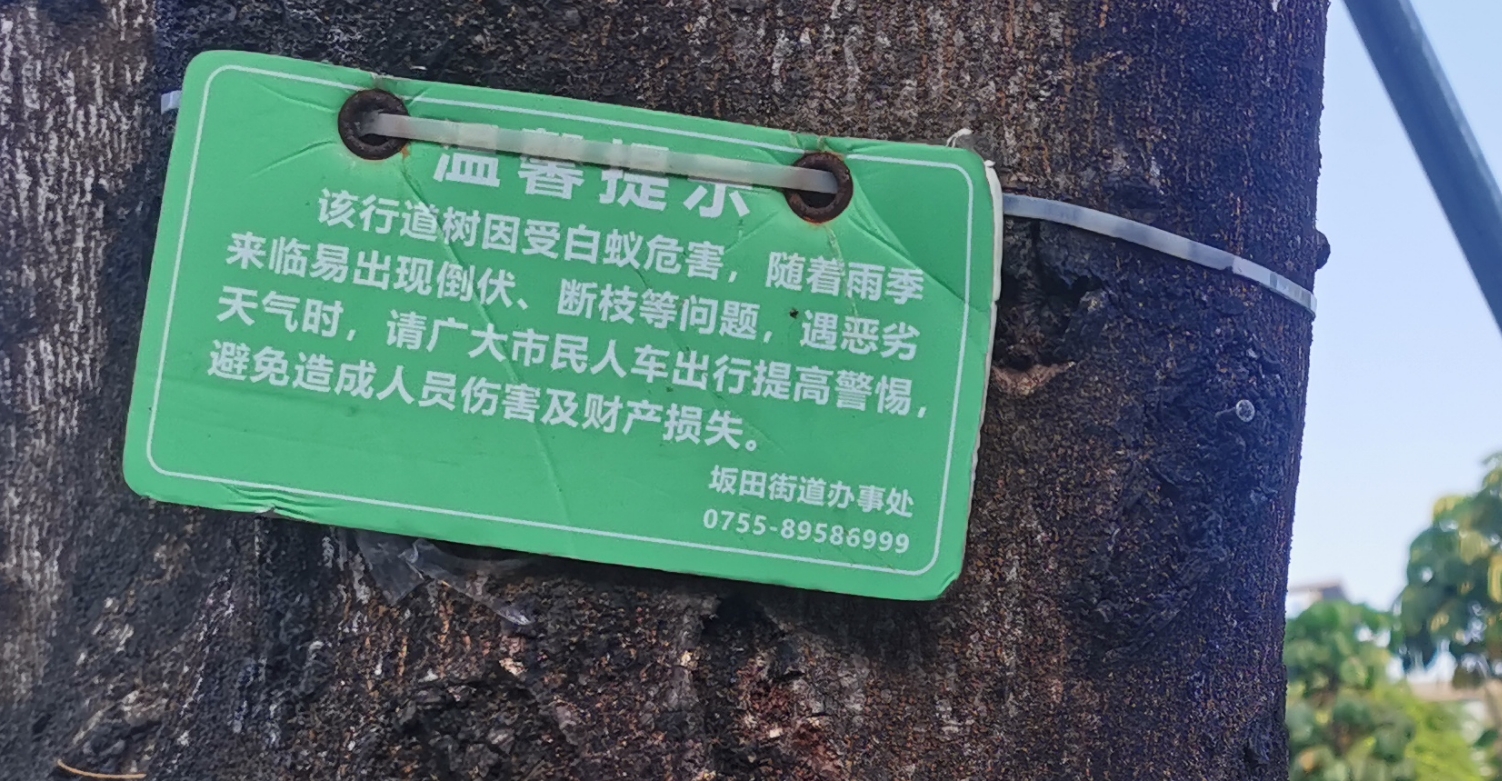 温馨提示
该行道树因受白蚁危害，随着雨季
来临易出现倒伏、断枝等问题，遇恶劣
天气时，请广大市民人车出行提高警惕，
避免造成人员伤害及财产损失。
坂田街道办事处
0755-89586999